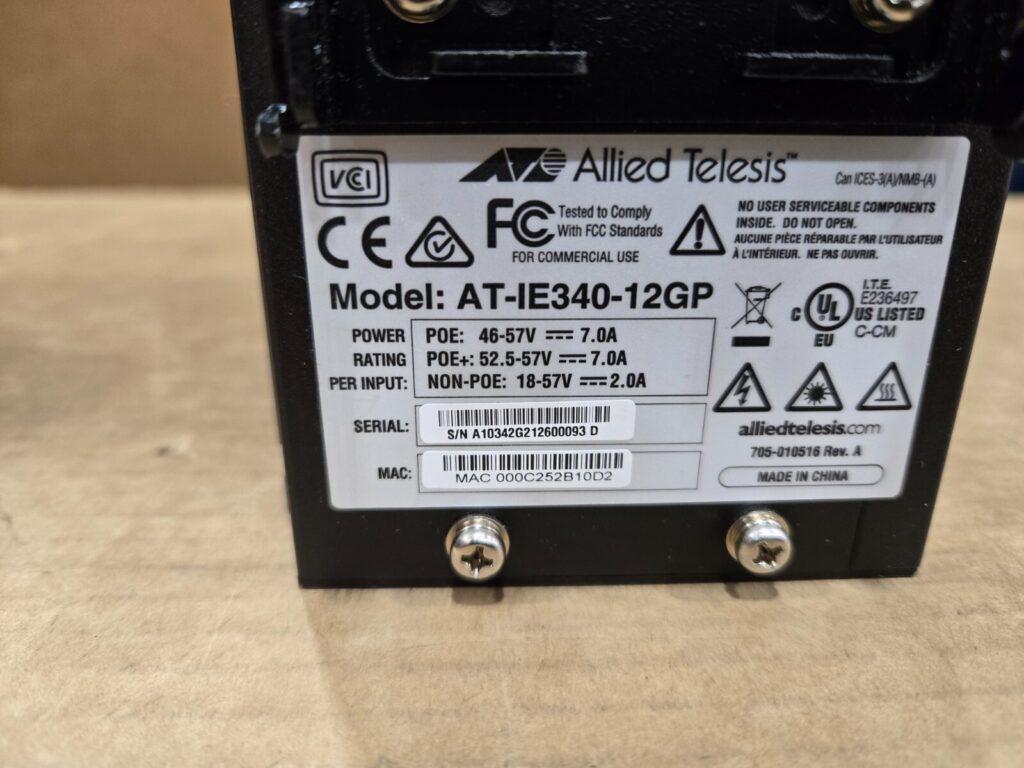 VCCI
Allied Telesis™
Can ICES-3(A)/NMB-(A)
CE
FC
Tested to Comply
With FCC Standards
FOR COMMERCIAL USE
NO USER SERVICEABLE COMPONENTS
INSIDE. DO NOT OPEN.
AUCUNE PIÈCE RÉPARABLE PAR L'UTILISATEUR
À L'INTÉRIEUR. NE PAS OUVRIR.
Model: AT-IE340-12GP
POWER
RATING
PER INPUT:
POE: 46-57V ⎓ 7.0A
POE+: 52.5-57V ⎓ 7.0A
NON-POE: 18-57V ⎓ 2.0A
C UL US LISTED
EU
I.T.E.
E236497
C-CM
SERIAL:
S/N A10342G212600093 D
MAC:
MAC 000C252B10D2
alliedtelesis.com
705-010516 Rev. A
MADE IN CHINA